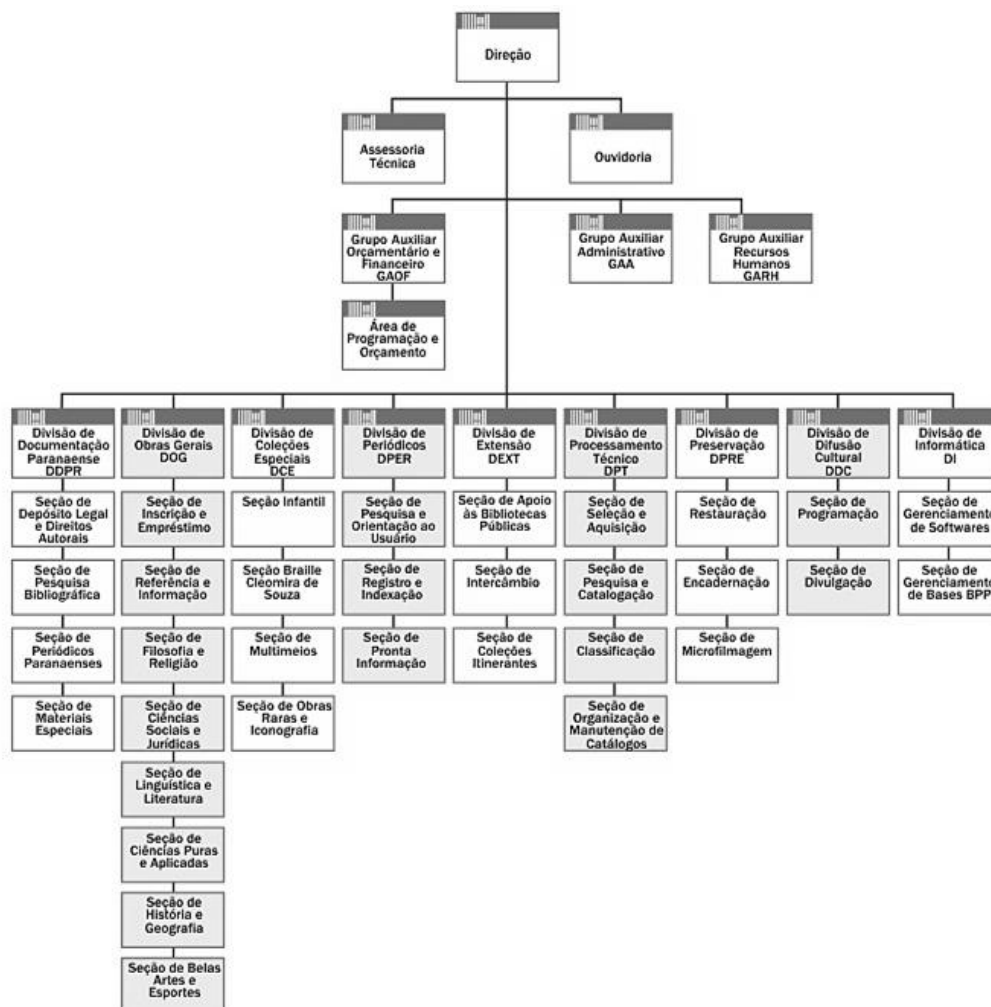 Direção
Assessoria
Técnica
Ouvidoria
Grupo Auxiliar
Orçamentário e
Financeiro
GAOF
Grupo Auxiliar
Administrativo
GAA
Grupo Auxiliar
Recursos
Humanos
GARH
Área de
Programação e
Orçamento
Divisão de
Documentação
Paranaense
DDPR
Seção de
Depósito Legal
e Direitos
Autorais
Seção de
Pesquisa
Bibliográfica
Seção de
Periódicos
Paranaenses
Seção de
Materiais
Especiais
Divisão de
Obras Gerais
DOG
Seção de
Inscrição e
Empréstimo
Seção de
Referência e
Informação
Seção de
Filosofia e
Religião
Seção de
Ciências
Sociais e
Jurídicas
Seção de
Linguística e
Literatura
Seção de
Ciências Puras
e Aplicadas
Seção de
História e
Geografia
Seção de Belas
Artes e
Esportes
Divisão de
Coleções
Especiais
DCE
Seção Infantil
Seção Braille
Cleomira de
Souza
Seção de
Multimeios
Seção de Obras
Raras e
Iconografia
Divisão de
Periódicos
DPER
Seção de
Pesquisa e
Orientação ao
Usuário
Seção de
Registro e
Indexação
Seção de
Pronta
Informação
Divisão de
Extensão
DEXT
Seção de Apoio
às Bibliotecas
Públicas
Seção de
Intercâmbio
Seção de
Coleções
Itinerantes
Divisão de
Processamento
Técnico
DPT
Seção de
Seleção e
Aquisição
Seção de
Pesquisa e
Catalogação
Seção de
Classificação
Seção de
Organização e
Manutenção de
Catálogos
Divisão de
Preservação
DPRE
Seção de
Restauração
Seção de
Encadernação
Seção de
Microfilmagem
Divisão de
Difusão
Cultural
DDC
Seção de
Programação
Seção de
Divulgação
Divisão de
Informática
DI
Seção de
Gerenciamento
de Softwares
Seção de
Gerenciamento
de Bases BPP